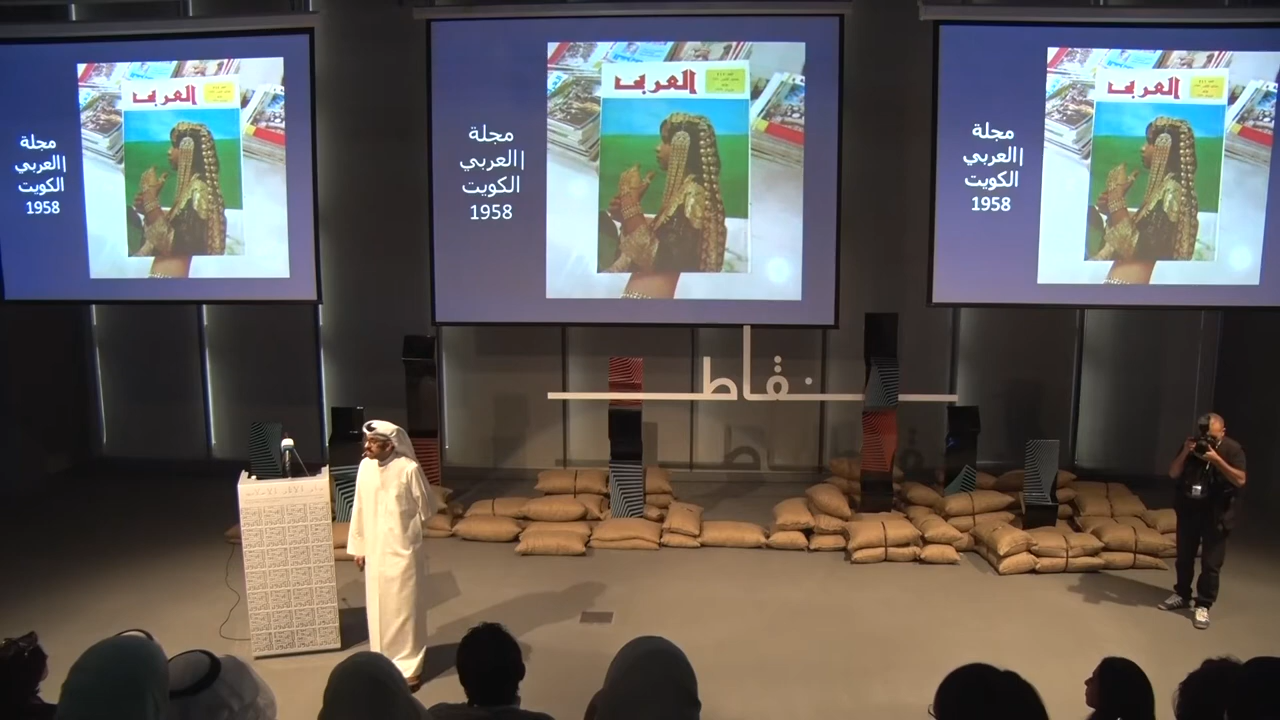 مجلة
العربي|
الكويت
1958
العربي
مجلة
العربي|
الكويت
1958
العربي
مجلة
العربي|
الكويت
1958
العربي
نقاط